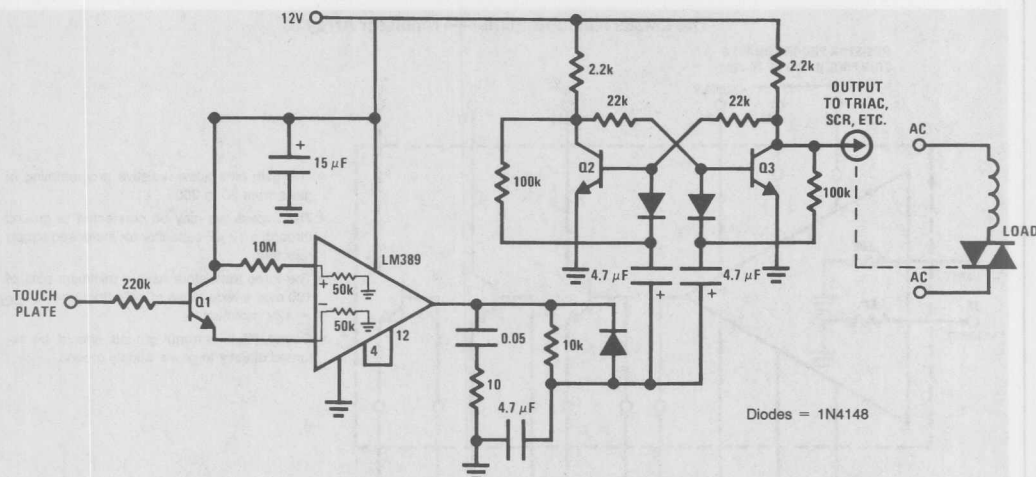 12V
2.2k
2.2k
OUTPUT
TO TRIAC,
SCR, ETC.
22k
22k
AC
+
15 μF
100k
Q2
Q3
100k
LOAD
10M
LM389
4.7 μF
+
4.7 μF
+
AC
TOUCH
PLATE
220k
Q1
+
50k
−
50k
12
4
0.05
10k
10
4.7 μF
Diodes = 1N4148